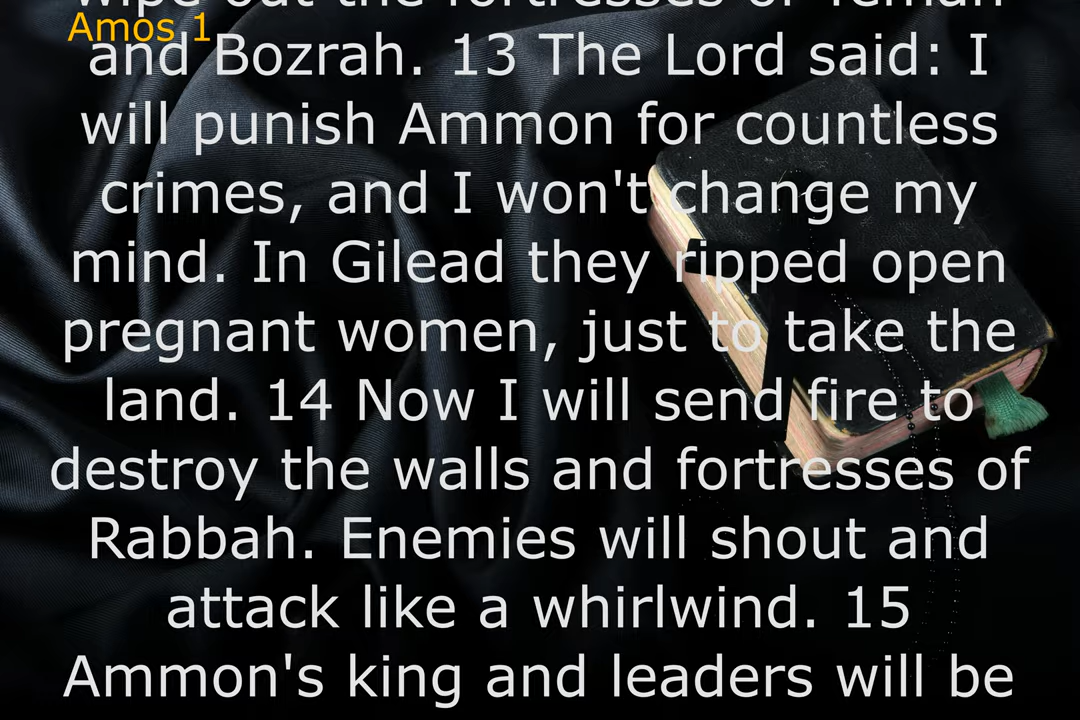 wipe out the fortresses of Teman
Amos 1
and Bozrah. 13 The Lord said: I
will punish Ammon for countless
crimes, and I won't change my
mind. In Gilead they ripped open
pregnant women, just to take the
land. 14 Now I will send fire to
destroy the walls and fortresses of
Rabbah. Enemies will shout and
attack like a whirlwind. 15
Ammon's king and leaders will be